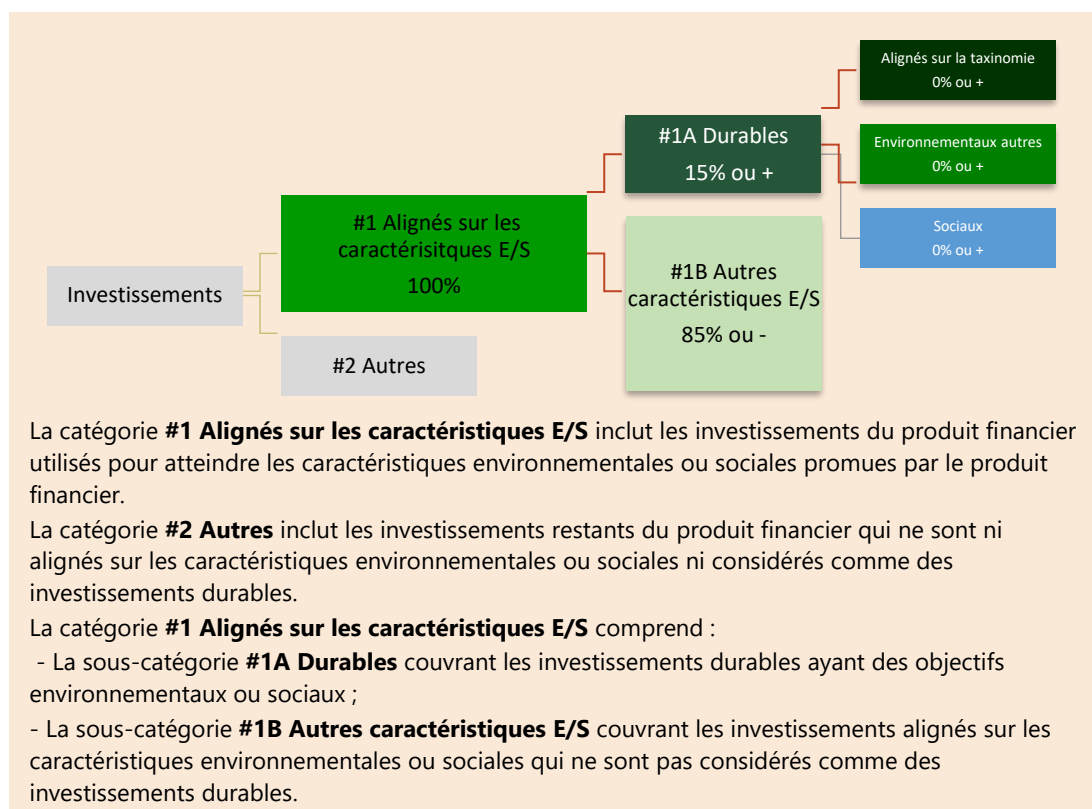 Alignés sur la taxinomie
0% ou +
#1A Durables
15% ou +
Environnementaux autres
0% ou +
#1 Alignés sur les
caractérisitques E/S
100%
Sociaux
0% ou +
#1B Autres
caractéristiques E/S
85% ou -
Investissements
#2 Autres
La catégorie #1 Alignés sur les caractéristiques E/S inclut les investissements du produit financier
utilisés pour atteindre les caractéristiques environnementales ou sociales promues par le produit
financier.
La catégorie #2 Autres inclut les investissements restants du produit financier qui ne sont ni
alignés sur les caractéristiques environnementales ou sociales ni considérés comme des
investissements durables.
La catégorie #1 Alignés sur les caractéristiques E/S comprend :
- La sous-catégorie #1A Durables couvrant les investissements durables ayant des objectifs
environnementaux ou sociaux ;
- La sous-catégorie #1B Autres caractéristiques E/S couvrant les investissements alignés sur les
caractéristiques environnementales ou sociales qui ne sont pas considérés comme des
investissements durables.